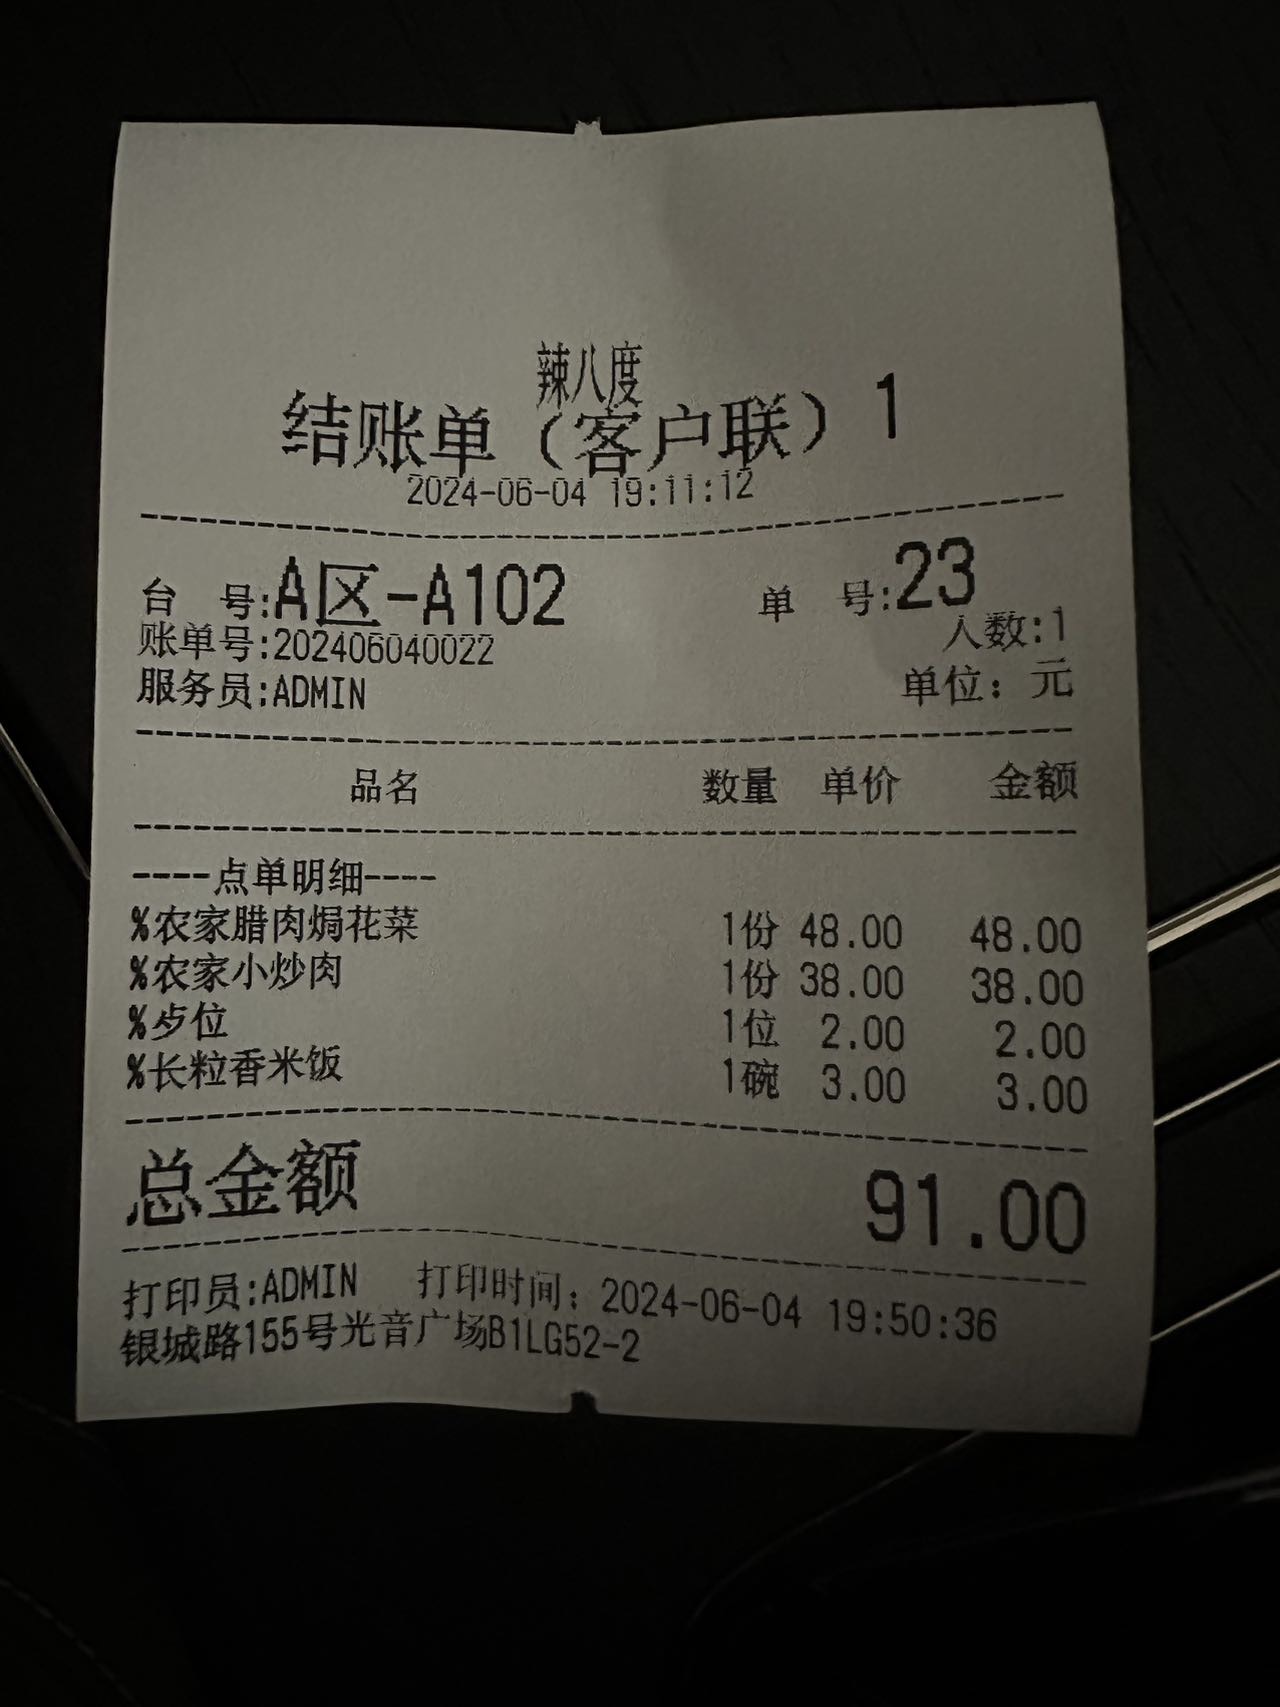 辣八度
结账单（客户联）1
2024-06-04 19:11:12
台 号:A区-A102 单 号:23
账单号:202406040022 人数:1
服务员:ADMIN 单位：元
品名 数量 单价 金额
----点单明细----
%农家腊肉焗花菜 1份 48.00 48.00
%农家小炒肉 1份 38.00 38.00
%歺位 1位 2.00 2.00
%长粒香米饭 1碗 3.00 3.00
总金额 91.00
打印员:ADMIN 打印时间：2024-06-04 19:50:36
银城路155号光音广场B1LG52-2